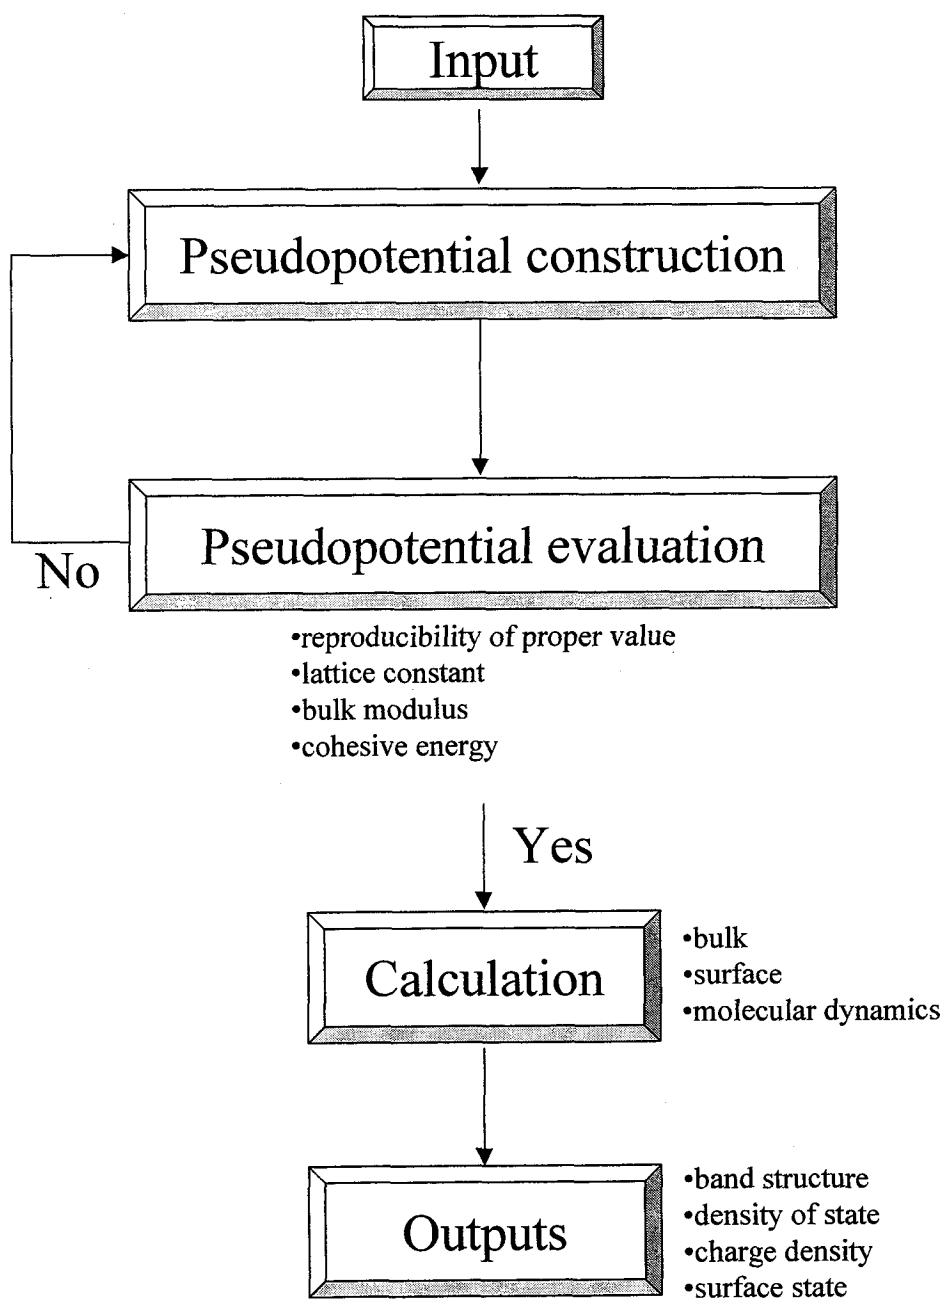 Input
Pseudopotential construction
Pseudopotential evaluation
No
•reproducibility of proper value
•lattice constant
•bulk modulus
•cohesive energy
Yes
Calculation
•bulk
•surface
•molecular dynamics
Outputs
•band structure
•density of state
•charge density
•surface state